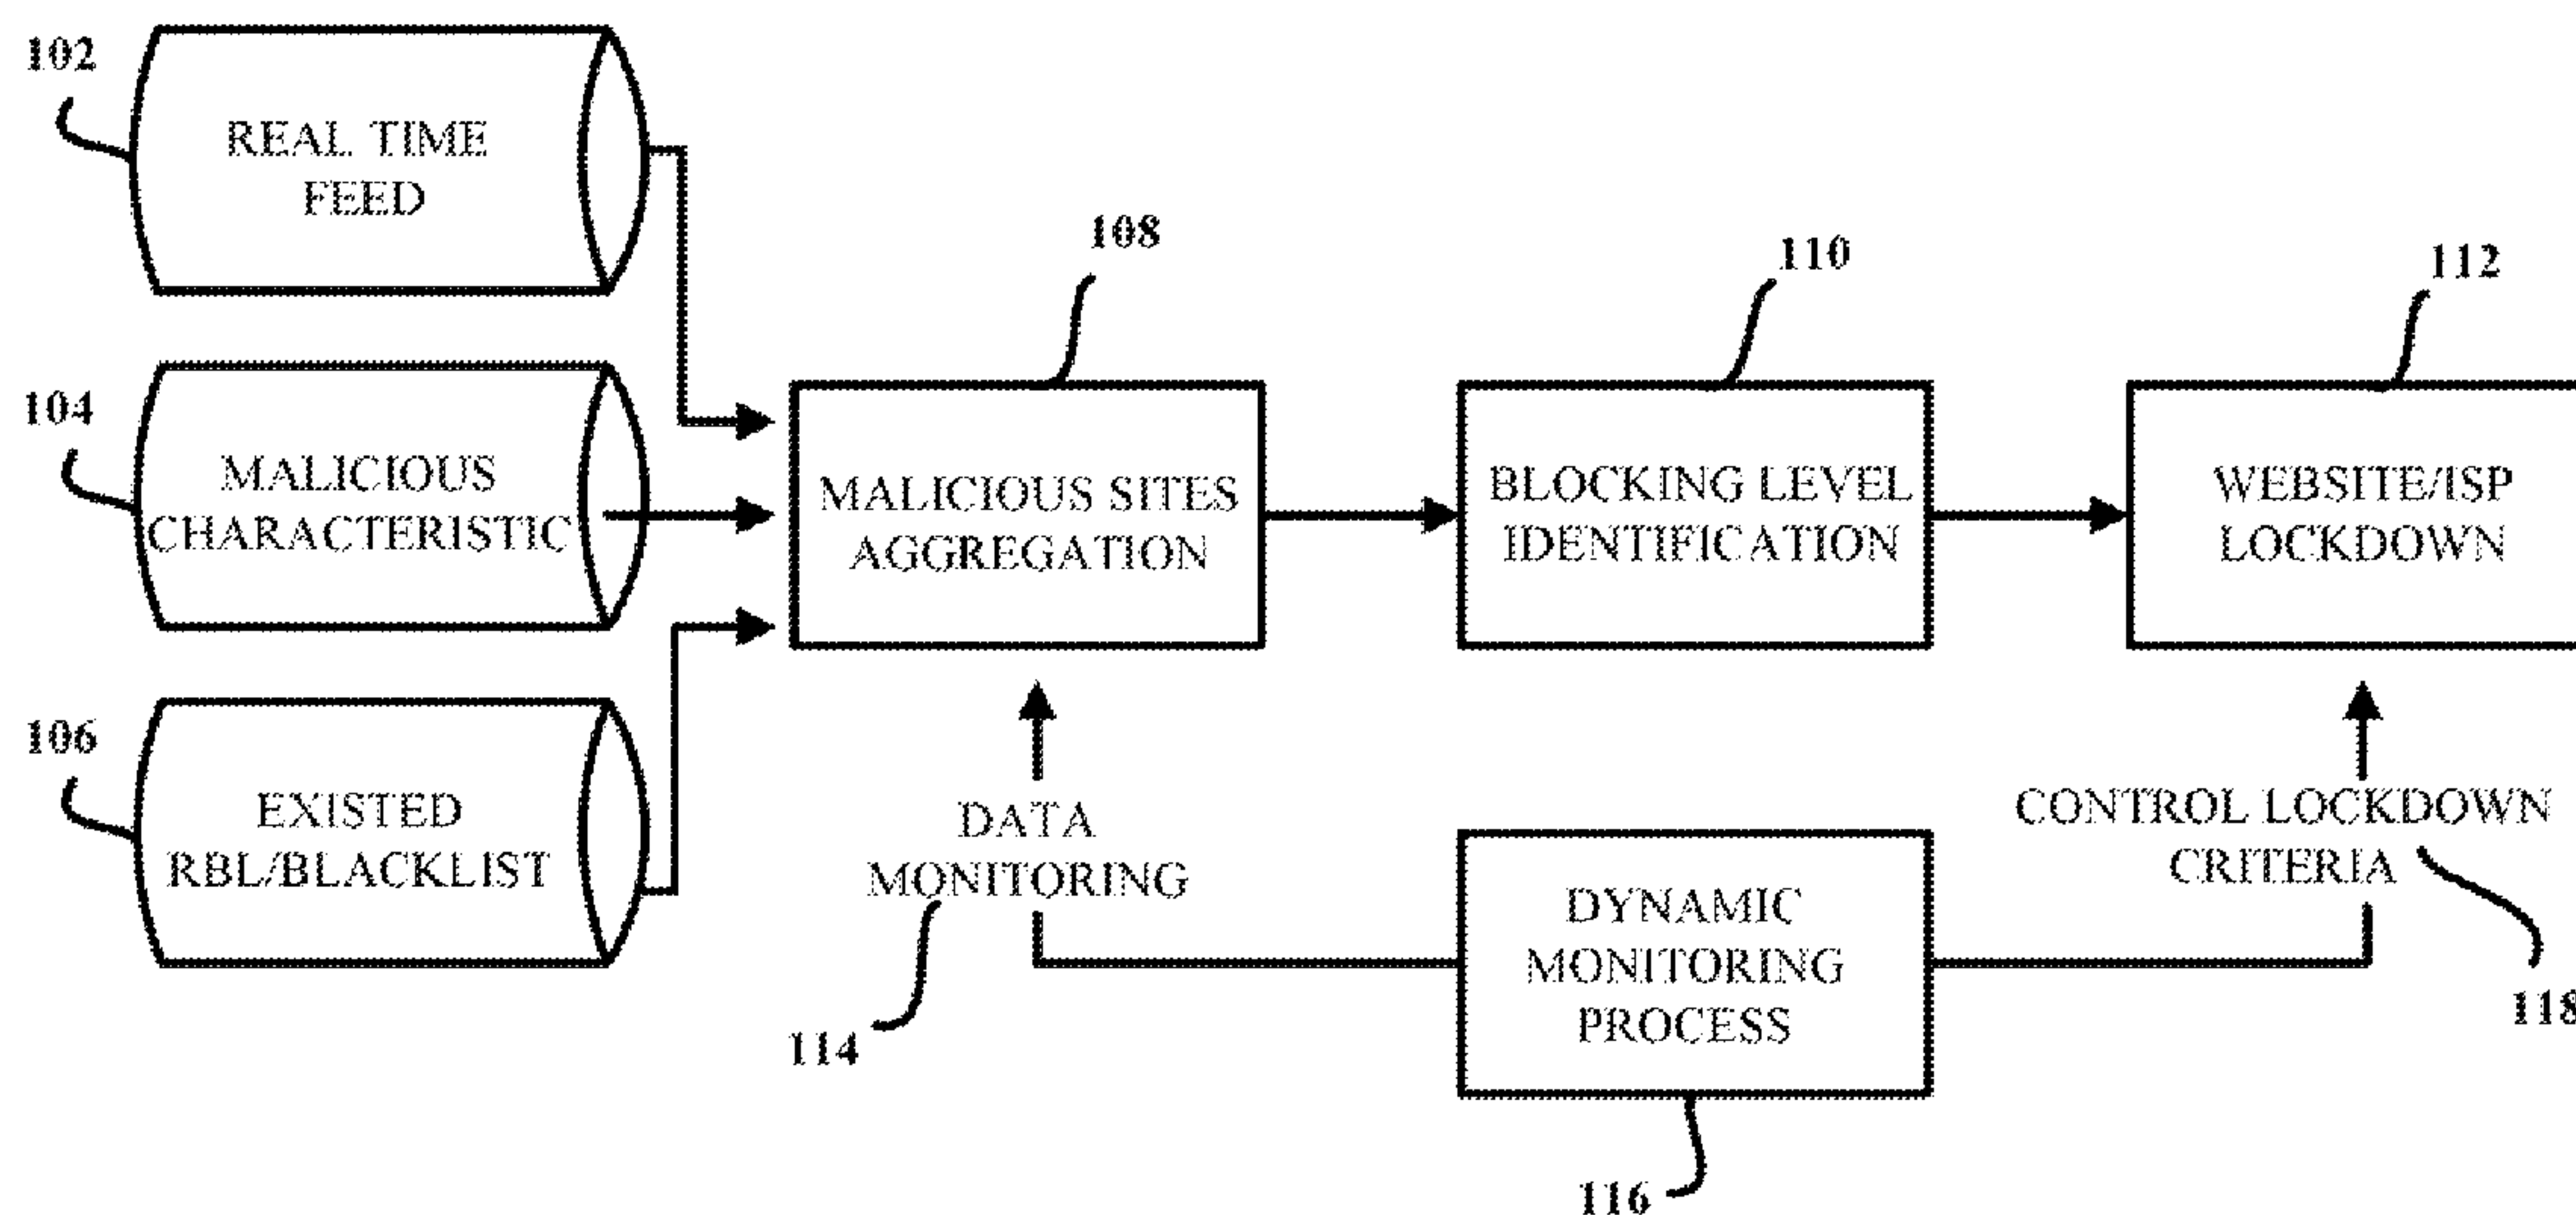 102
REAL TIME
FEED
104
MALICIOUS
CHARACTERISTIC
106
EXISTED
RBL/BLACKLIST
108
MALICIOUS SITES
AGGREGATION
110
BLOCKING LEVEL
IDENTIFICATION
112
WEBSITE/ISP
LOCKDOWN
DATA
MONITORING
114
DYNAMIC
MONITORING
PROCESS
116
CONTROL LOCKDOWN
CRITERIA
118